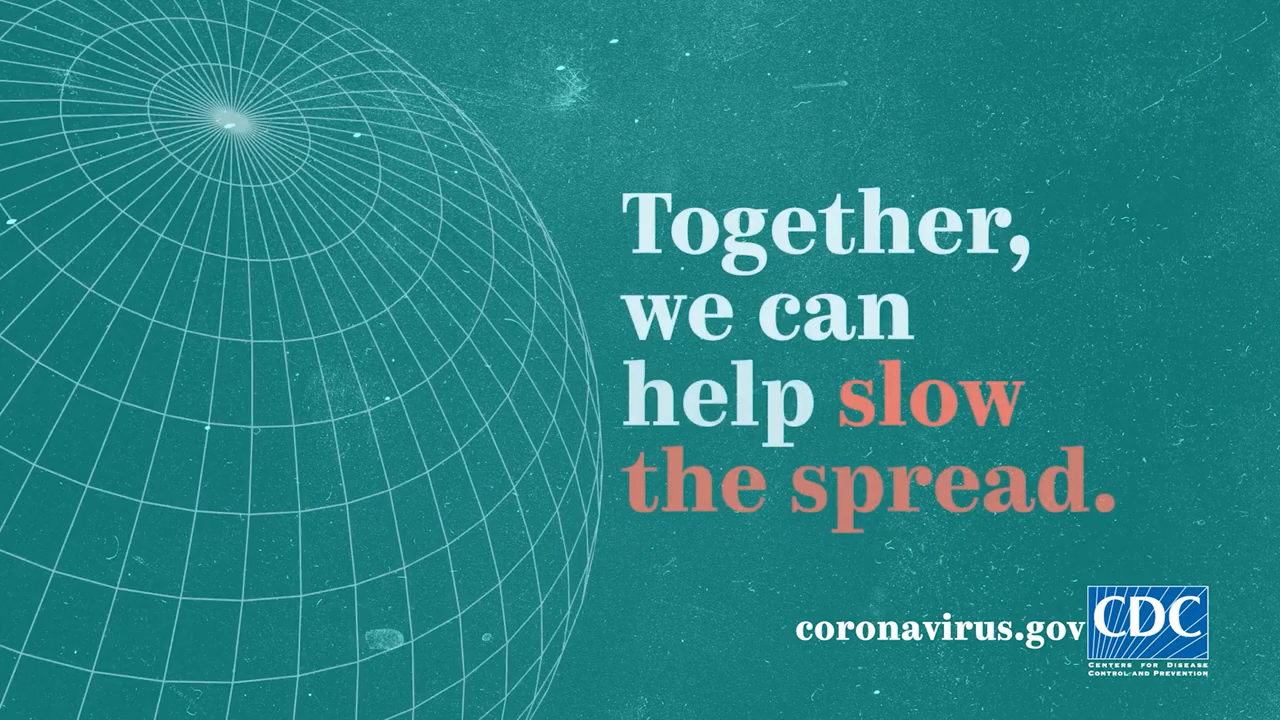 Together,
we can
help slow
the spread.
coronavirus.gov
CDC
CENTERS FOR DISEASE
CONTROL AND PREVENTION